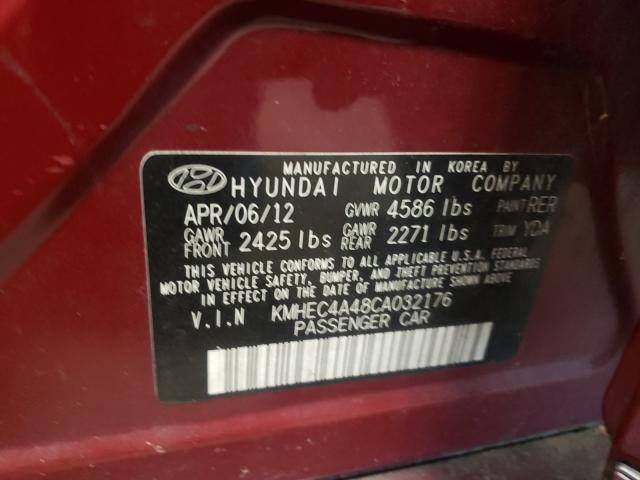 MANUFACTURED IN KOREA BY
HYUNDAI MOTOR COMPANY
APR/06/12 GVWR 4586 lbs PAINT RER
GAWR FRONT 2425 lbs GAWR REAR 2271 lbs TRIM YDA
THIS VEHICLE CONFORMS TO ALL APPLICABLE U.S.A. FEDERAL
MOTOR VEHICLE SAFETY, BUMPER, AND THEFT PREVENTION STANDARDS
IN EFFECT ON THE DATE OF MANUFACTURE SHOWN ABOVE
V.I.N KMHEC4A48CA032176
PASSENGER CAR